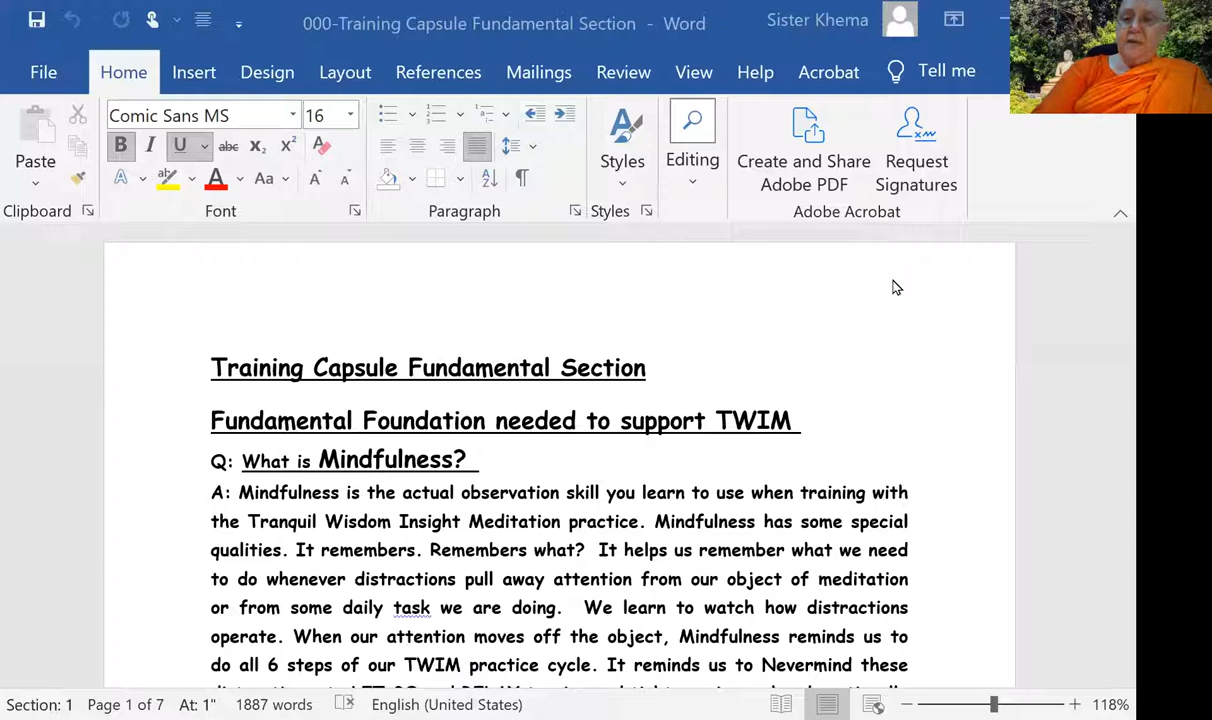 000-Training Capsule Fundamental Section - Word
Sister Khema
File Home Insert Design Layout References Mailings Review View Help Acrobat Tell me
Comic Sans MS 16
Paste
B I U abc X₂ X²
A A Aa A A
Styles
Editing
Create and Share Adobe PDF
Request Signatures
Clipboard Font Paragraph Styles Adobe Acrobat
Training Capsule Fundamental Section
Fundamental Foundation needed to support TWIM
Q: What is Mindfulness?
A: Mindfulness is the actual observation skill you learn to use when training with
the Tranquil Wisdom Insight Meditation practice. Mindfulness has some special
qualities. It remembers. Remembers what? It helps us remember what we need
to do whenever distractions pull away attention from our object of meditation
or from some daily task we are doing. We learn to watch how distractions
operate. When our attention moves off the object, Mindfulness reminds us to
do all 6 steps of our TWIM practice cycle. It reminds us to Nevermind these
Section: 1 Page 1 of 7 At: 1" 1887 words English (United States) 118%